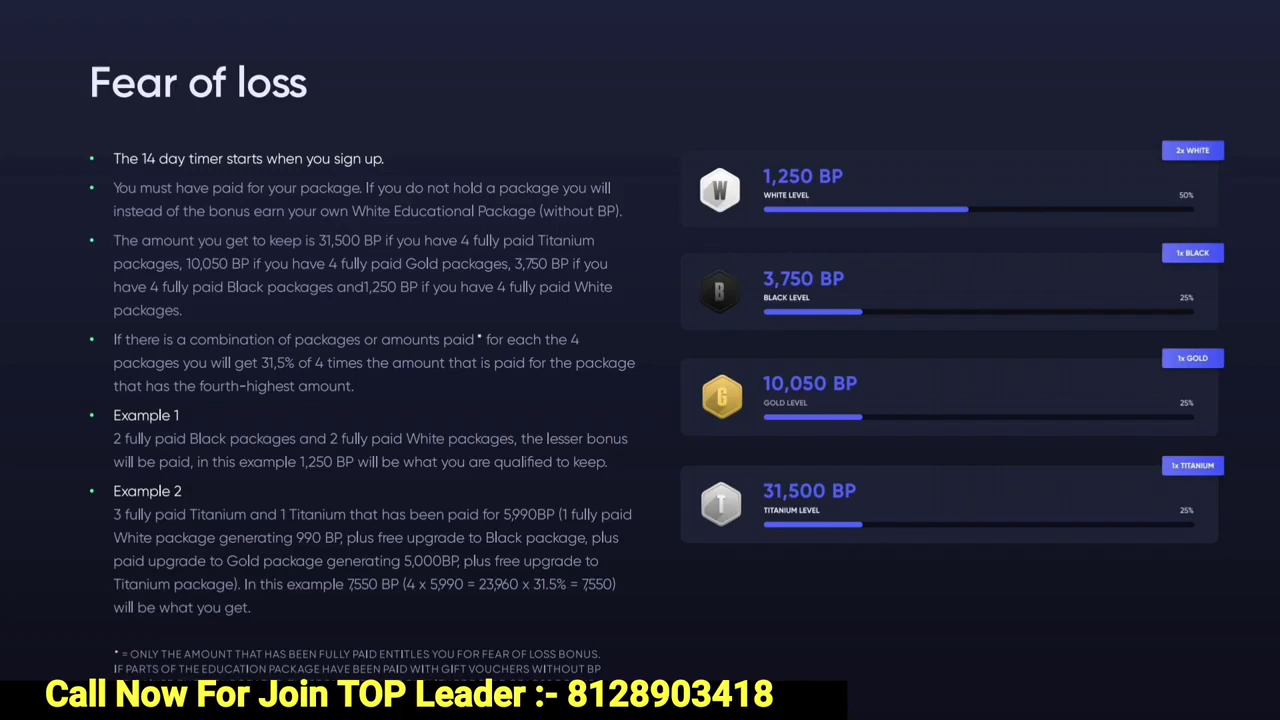 Fear of loss
• The 14 day timer starts when you sign up.
• You must have paid for your package. If you do not hold a package you will
instead of the bonus earn your own White Educational Package (without BP).
• The amount you get to keep is 31,500 BP if you have 4 fully paid Titanium
packages, 10,050 BP if you have 4 fully paid Gold packages, 3,750 BP if you
have 4 fully paid Black packages and1,250 BP if you have 4 fully paid White
packages.
• If there is a combination of packages or amounts paid * for each the 4
packages you will get 31,5% of 4 times the amount that is paid for the package
that has the fourth-highest amount.
• Example 1
2 fully paid Black packages and 2 fully paid White packages, the lesser bonus
will be paid, in this example 1,250 BP will be what you are qualified to keep.
• Example 2
3 fully paid Titanium and 1 Titanium that has been paid for 5,990BP (1 fully paid
White package generating 990 BP, plus free upgrade to Black package, plus
paid upgrade to Gold package generating 5,000BP, plus free upgrade to
Titanium package). In this example 7,550 BP (4 x 5,990 = 23,960 x 31.5% = 7,550)
will be what you get.
* = ONLY THE AMOUNT THAT HAS BEEN FULLY PAID ENTITLES YOU FOR FEAR OF LOSS BONUS.
IF PARTS OF THE EDUCATION PACKAGE HAVE BEEN PAID WITH GIFT VOUCHERS WITHOUT BP
2x WHITE
W
1,250 BP
WHITE LEVEL
50%
1x BLACK
B
3,750 BP
BLACK LEVEL
25%
1x GOLD
G
10,050 BP
GOLD LEVEL
25%
1x TITANIUM
T
31,500 BP
TITANIUM LEVEL
25%
Call Now For Join TOP Leader :- 8128903418